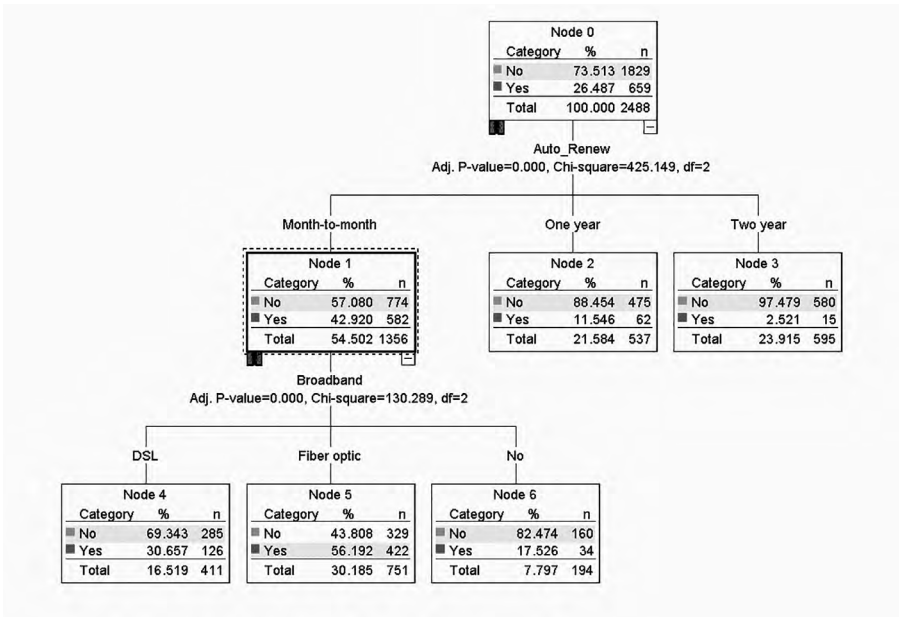 Node 0
Category % n
No 73.513 1829
Yes 26.487 659
Total 100.000 2488
Auto_Renew
Adj. P-value=0.000, Chi-square=425.149, df=2
Month-to-month One year Two year
Node 1
Category % n
No 57.080 774
Yes 42.920 582
Total 54.502 1356
Node 2
Category % n
No 88.454 475
Yes 11.546 62
Total 21.584 537
Node 3
Category % n
No 97.479 580
Yes 2.521 15
Total 23.915 595
Broadband
Adj. P-value=0.000, Chi-square=130.289, df=2
DSL Fiber optic No
Node 4
Category % n
No 69.343 285
Yes 30.657 126
Total 16.519 411
Node 5
Category % n
No 43.808 329
Yes 56.192 422
Total 30.185 751
Node 6
Category % n
No 82.474 160
Yes 17.526 34
Total 7.797 194